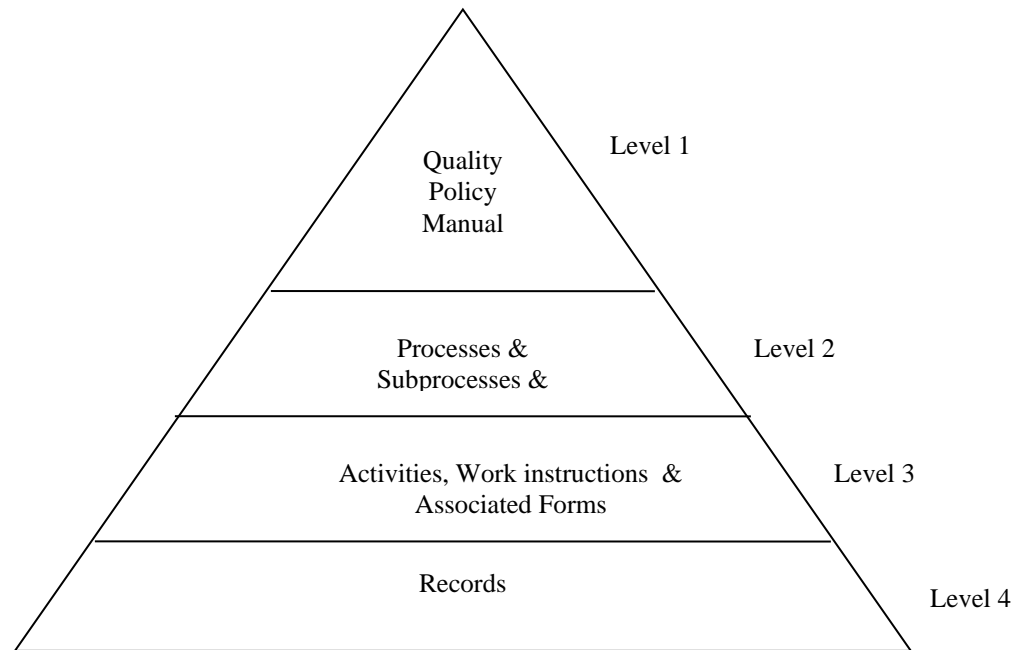 Level 1
Quality
Policy
Manual
Processes &
Level 2
Subprocesses &
Activities, Work instructions  &
Level 3
Associated Forms
Records
Level 4